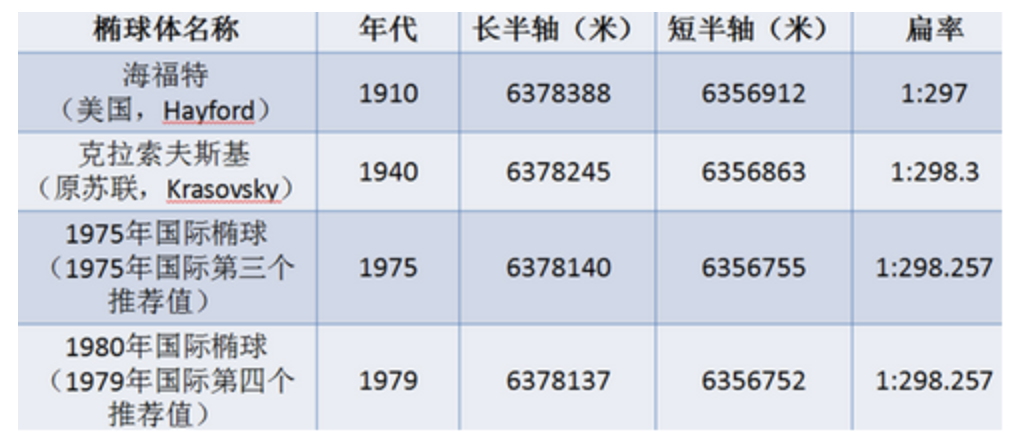 椭球体名称 年代 长半轴（米） 短半轴（米） 扁率
海福特
（美国，Hayford） 1910 6378388 6356912 1:297
克拉索夫斯基
（原苏联，Krasovsky） 1940 6378245 6356863 1:298.3
1975年国际椭球
（1975年国际第三个 1975 6378140 6356755 1:298.257
推荐值）
1980年国际椭球
（1979年国际第四个 1979 6378137 6356752 1:298.257
推荐值）